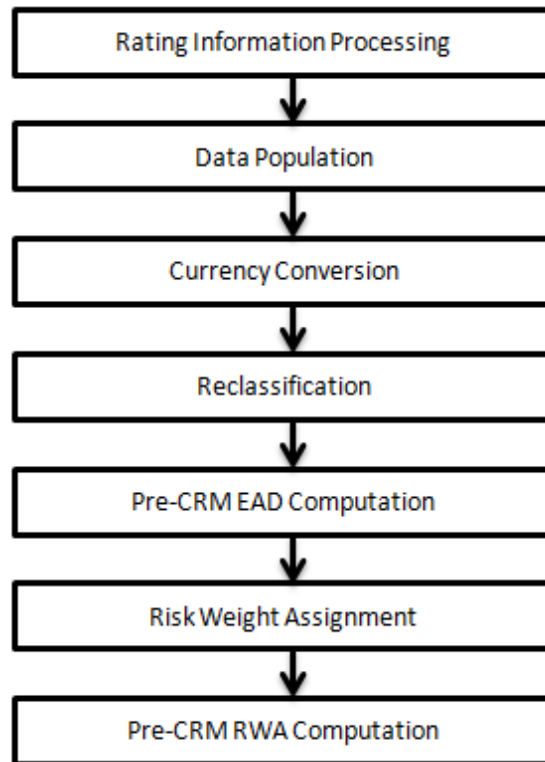 Rating Information Processing
Data Population
Currency Conversion
Reclassification
Pre-CRM EAD Computation
Risk Weight Assignment
Pre-CRM RWA Computation